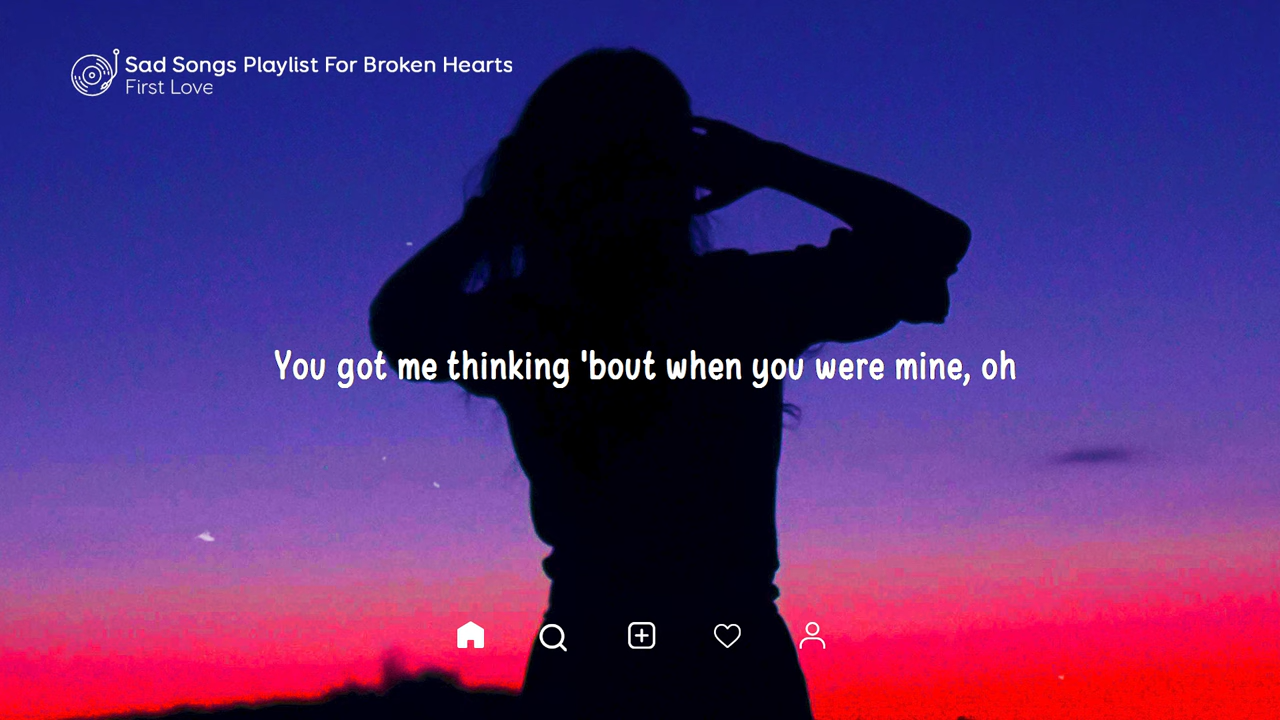 Sad Songs Playlist For Broken Hearts
First Love
You got me thinking 'bout when you were mine, oh